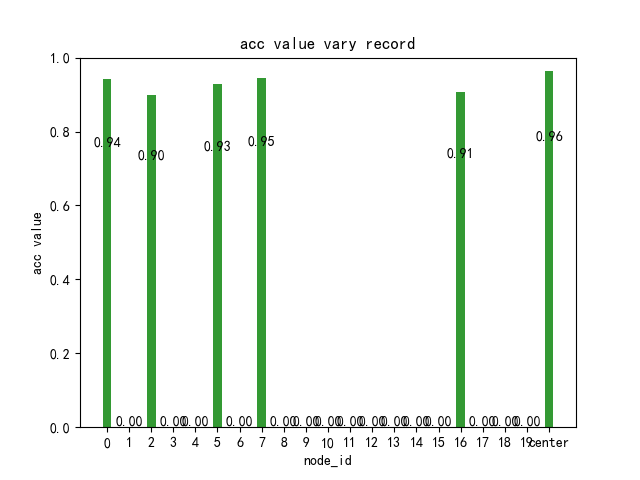 acc value vary record
1.0
0.8
0.6
0.4
0.2
0.0
acc value
0.94 0.00 0.90 0.00 0.00 0.93 0.00 0.95 0.00 0.00 0.00 0.00 0.00 0.00 0.00 0.00 0.91 0.00 0.00 0.00 0.96
0 1 2 3 4 5 6 7 8 9 10 11 12 13 14 15 16 17 18 19 center
node_id